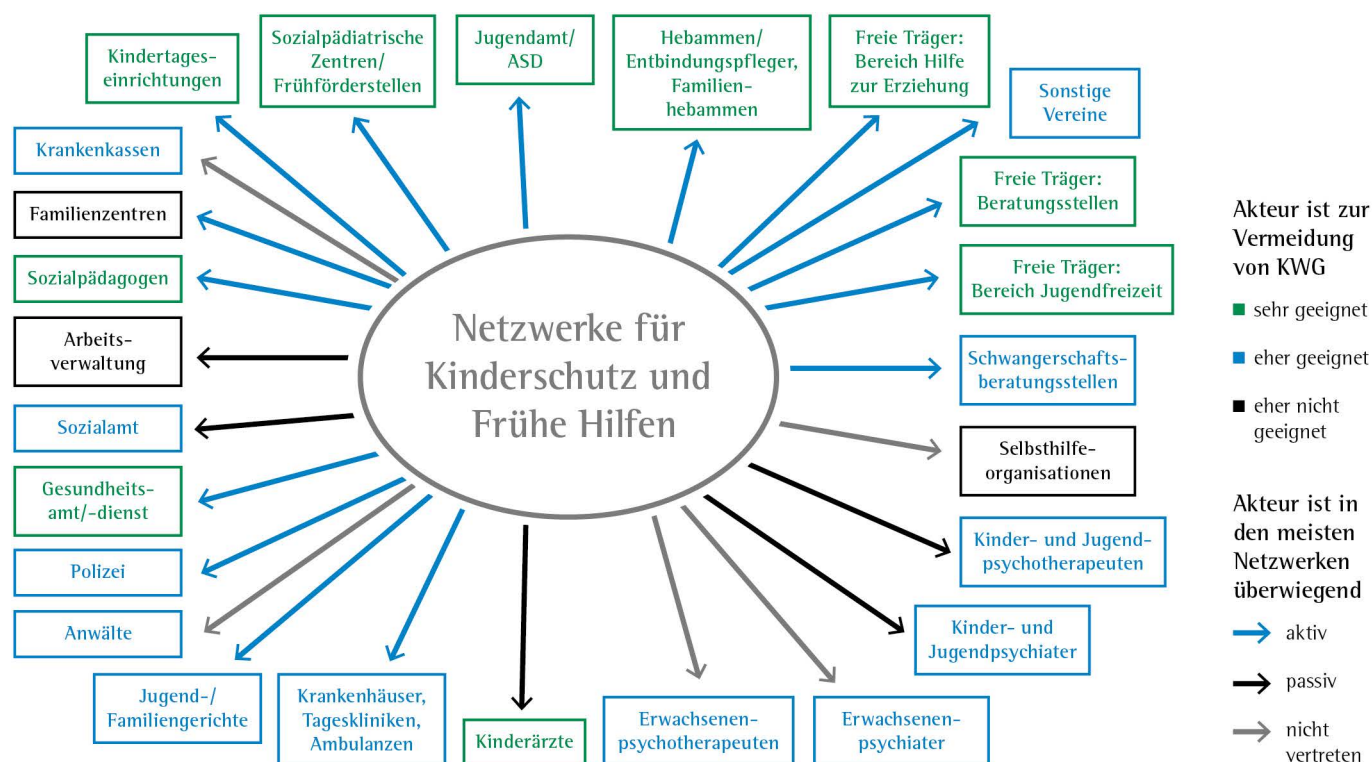 Kindertages-
einrichtungen
Sozialpädiatrische
Zentren/
Frühförderstellen
Jugendamt/
ASD
Hebammen/
Entbindungspfleger,
Familien-
hebammen
Freie Träger:
Bereich Hilfe
zur Erziehung
Sonstige
Vereine
Krankenkassen
Familienzentren
Sozialpädagogen
Arbeits-
verwaltung
Sozialamt
Gesundheits-
amt/-dienst
Polizei
Anwälte
Netzwerke für
Kinderschutz und
Frühe Hilfen
Freie Träger:
Beratungsstellen
Freie Träger:
Bereich Jugendfreizeit
Schwangerschafts-
beratungsstellen
Selbsthilfe-
organisationen
Kinder- und Jugend-
psychotherapeuten
Kinder- und
Jugendpsychiater
Jugend-/
Familiengerichte
Krankenhäuser,
Tageskliniken,
Ambulanzen
Kinderärzte
Erwachsenen-
psychotherapeuten
Erwachsenen-
psychiater
Akteur ist zur
Vermeidung
von KWG
sehr geeignet
eher geeignet
eher nicht
geeignet
Akteur ist in
den meisten
Netzwerken
überwiegend
aktiv
passiv
nicht
vertreten